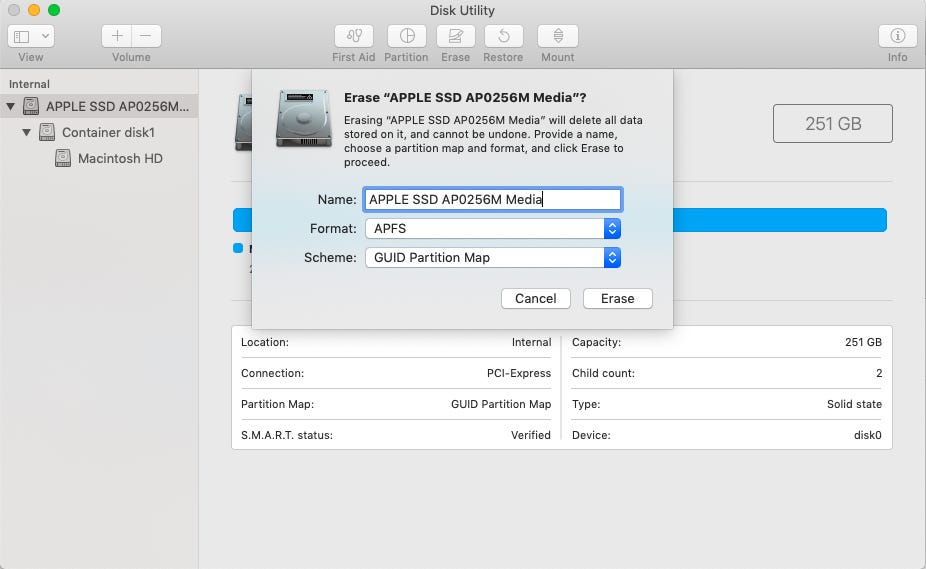 Disk Utility
View
Volume
First Aid
Partition
Erase
Restore
Mount
Info
Internal
APPLE SSD AP0256M...
Container disk1
Macintosh HD
Erase “APPLE SSD AP0256M Media”?
Erasing “APPLE SSD AP0256M Media” will delete all data
stored on it, and cannot be undone. Provide a name,
choose a partition map and format, and click Erase to
proceed.
Name: APPLE SSD AP0256M Media
Format: APFS
Scheme: GUID Partition Map
Cancel
Erase
251 GB
Location: Internal
Connection: PCI-Express
Partition Map: GUID Partition Map
S.M.A.R.T. status: Verified
Capacity: 251 GB
Child count: 2
Type: Solid state
Device: disk0